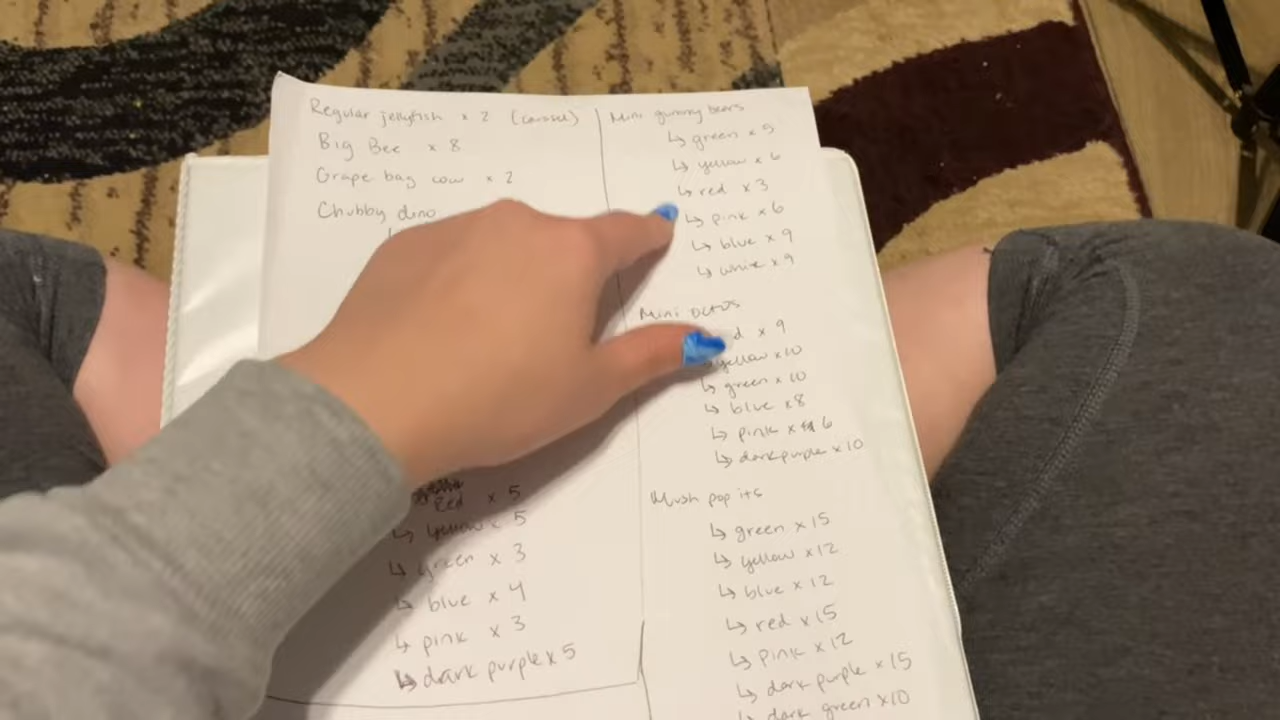 Regular jellyfish x 2 (carosel)
Big Bee x 8
Grape bag cow x 2
Chubby dino
Red x 5
↳ yellow x 5
↳ green x 3
↳ blue x 4
↳ pink x 3
↳ dark purple x 5
Mini gummy bears
↳ green x 5
↳ yellow x 6
↳ red x 3
↳ pink x 6
↳ blue x 9
↳ white x 9
Mini octos
d x 9
yellow x 10
↳ green x 10
↳ blue x 8
↳ pink x 6
↳ dark purple x 10
Mush pop its
↳ green x 15
↳ yellow x 12
↳ blue x 12
↳ red x 15
↳ pink x 12
↳ dark purple x 15
↳ dark green x 10